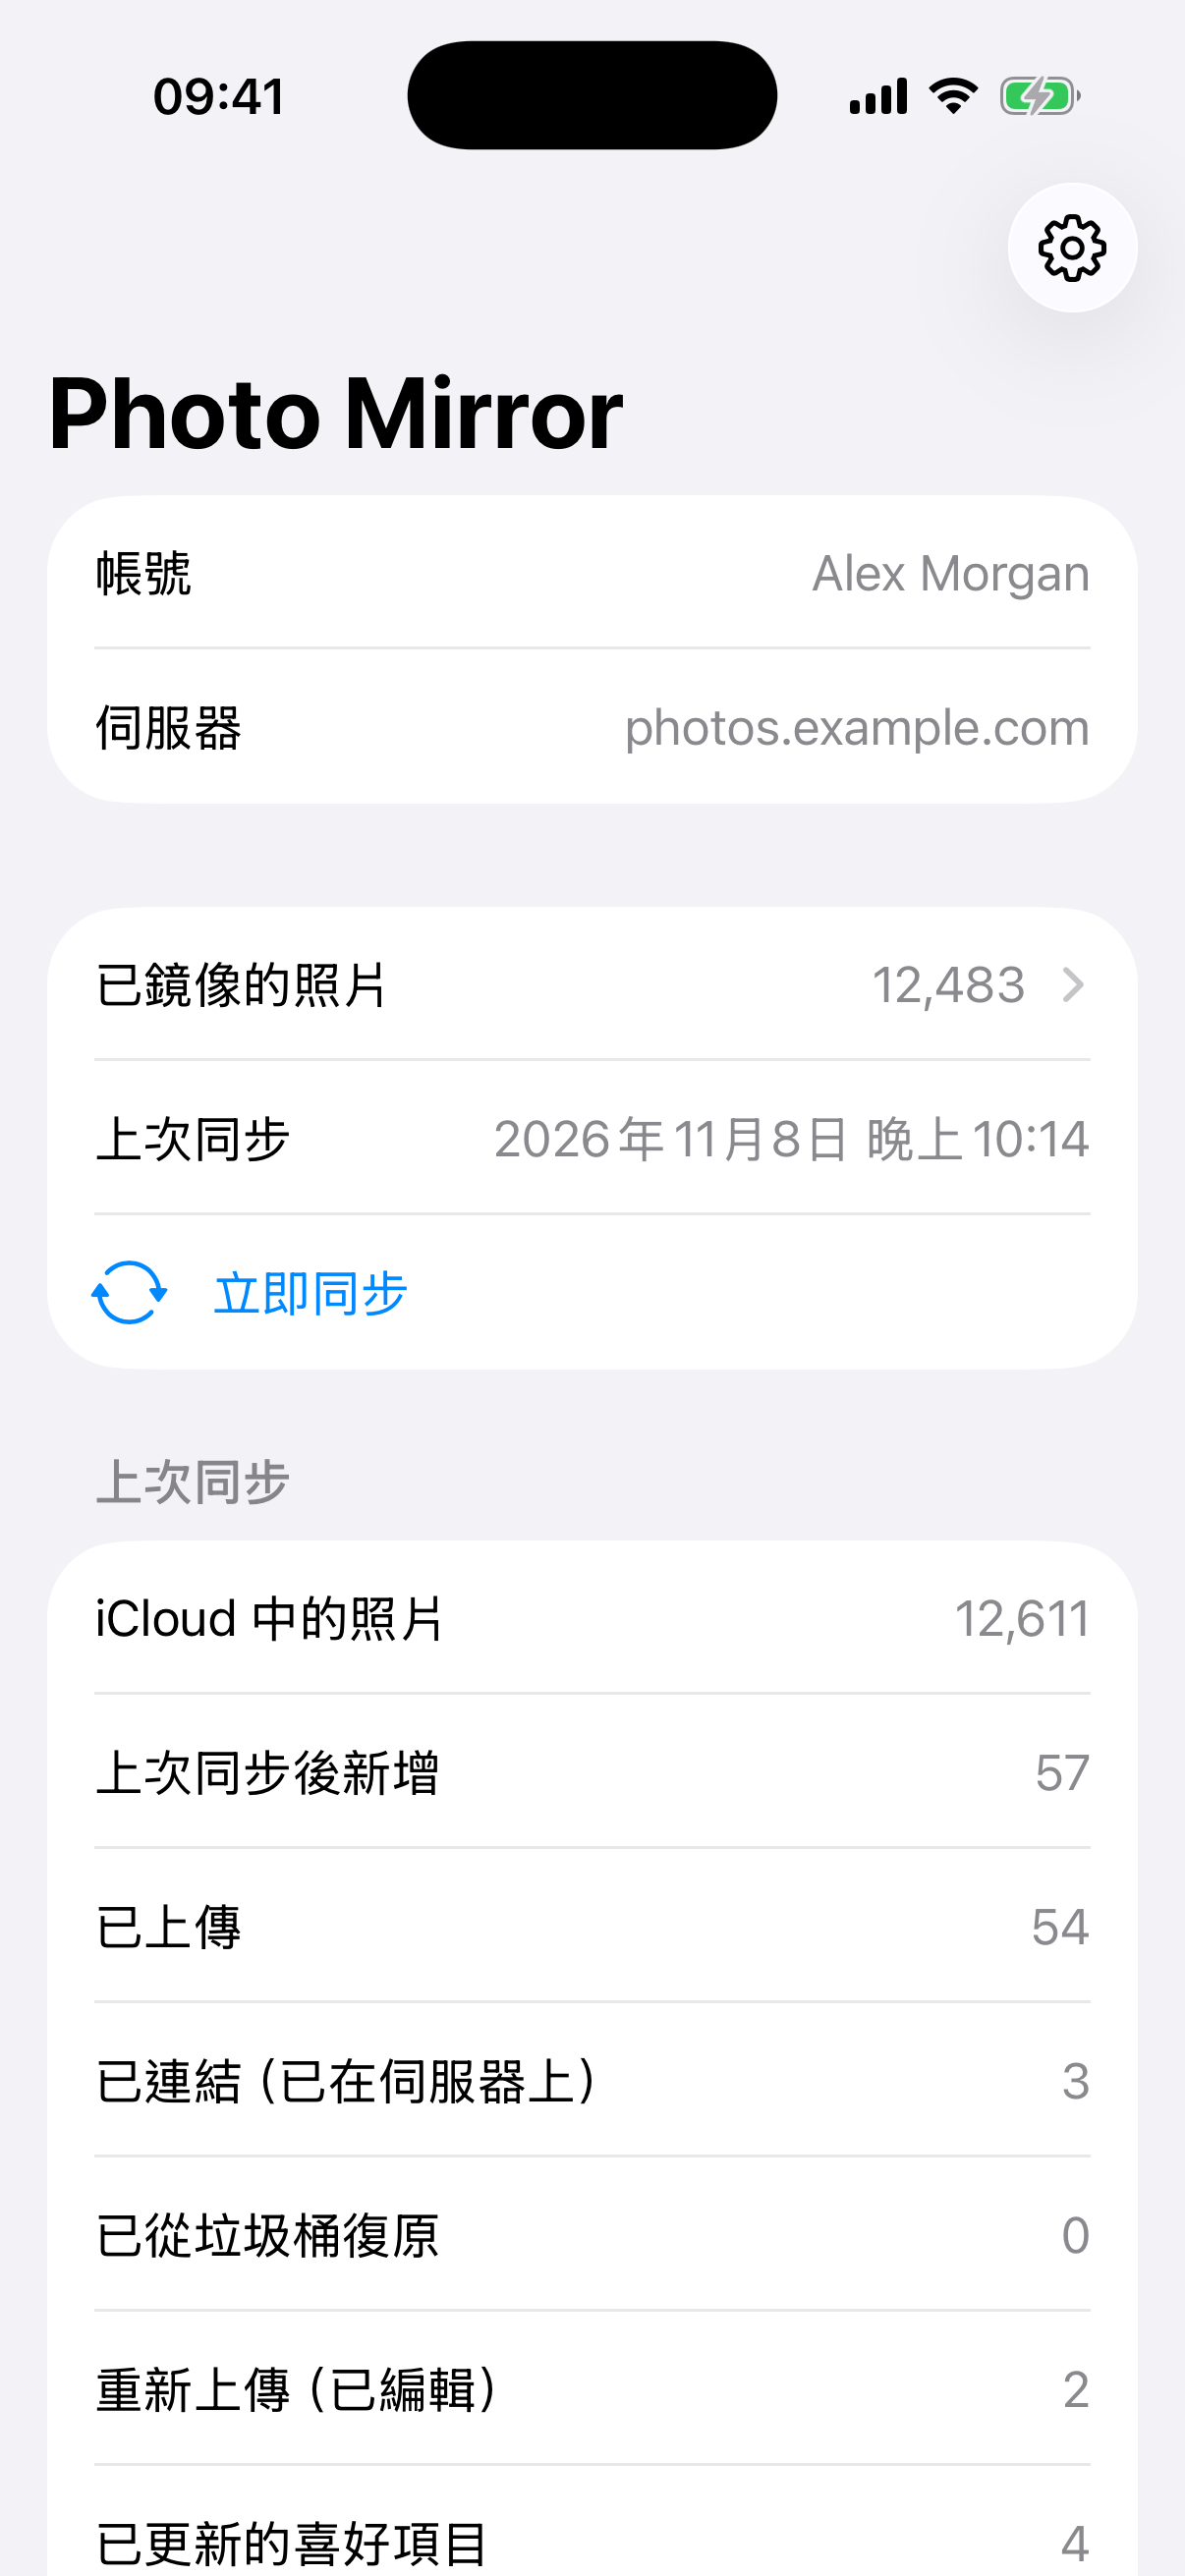 09:41
Photo Mirror
帳號 Alex Morgan
伺服器 photos.example.com
已鏡像的照片 12,483
上次同步 2026年11月8日 晚上10:14
立即同步
上次同步
iCloud 中的照片 12,611
上次同步後新增 57
已上傳 54
已連結（已在伺服器上） 3
已從垃圾桶復原 0
重新上傳（已編輯） 2
已更新的喜好項目 4